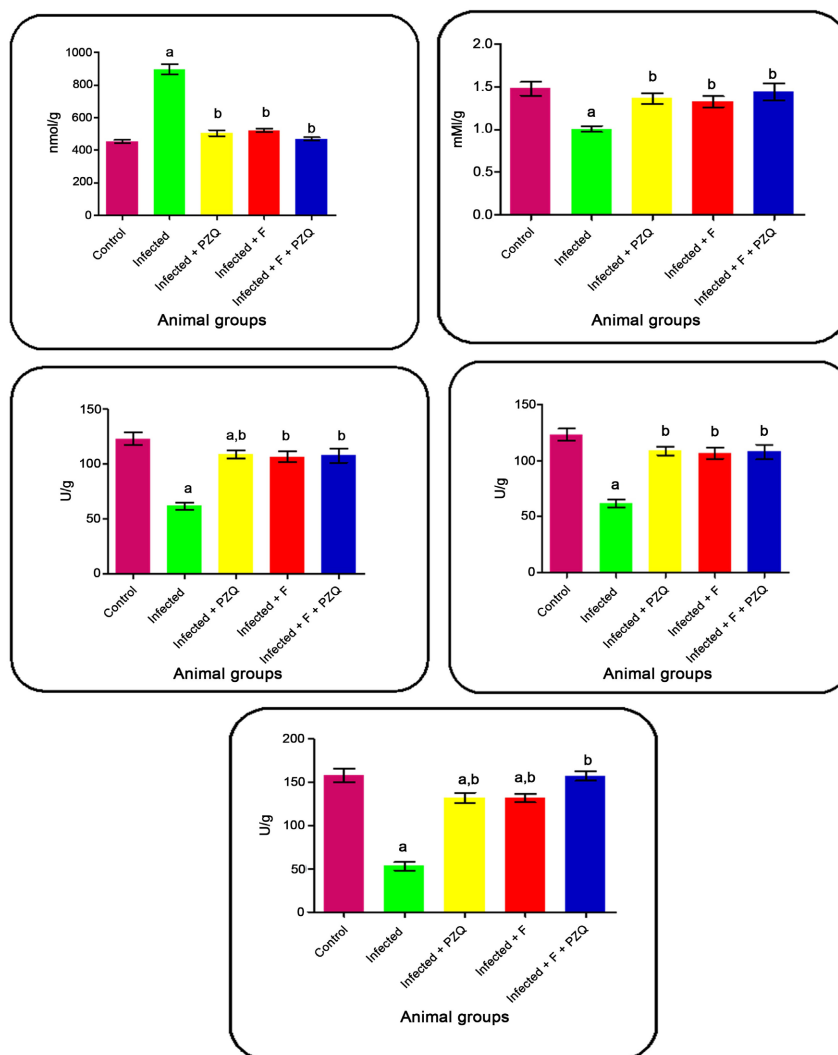 1000
800
600
400
200
0
nmol/g
a
b
b
b
Control
Infected
Infected + PZQ
Infected + F
Infected + F + PZQ
Animal groups
2.0
1.5
1.0
0.5
0.0
mMl/g
a
b
b
b
Control
Infected
Infected + PZQ
Infected + F
Infected + F + PZQ
Animal groups
150
100
50
0
U/g
a
a,b
b
b
Control
Infected
Infected + PZQ
Infected + F
Infected + F + PZQ
Animal groups
150
100
50
0
U/g
a
b
b
b
Control
Infected
Infected + PZQ
Infected + F
Infected + F + PZQ
Animal groups
200
150
100
50
0
U/g
a
a,b
a,b
b
Control
Infected
Infected + PZQ
Infected + F
Infected + F + PZQ
Animal groups